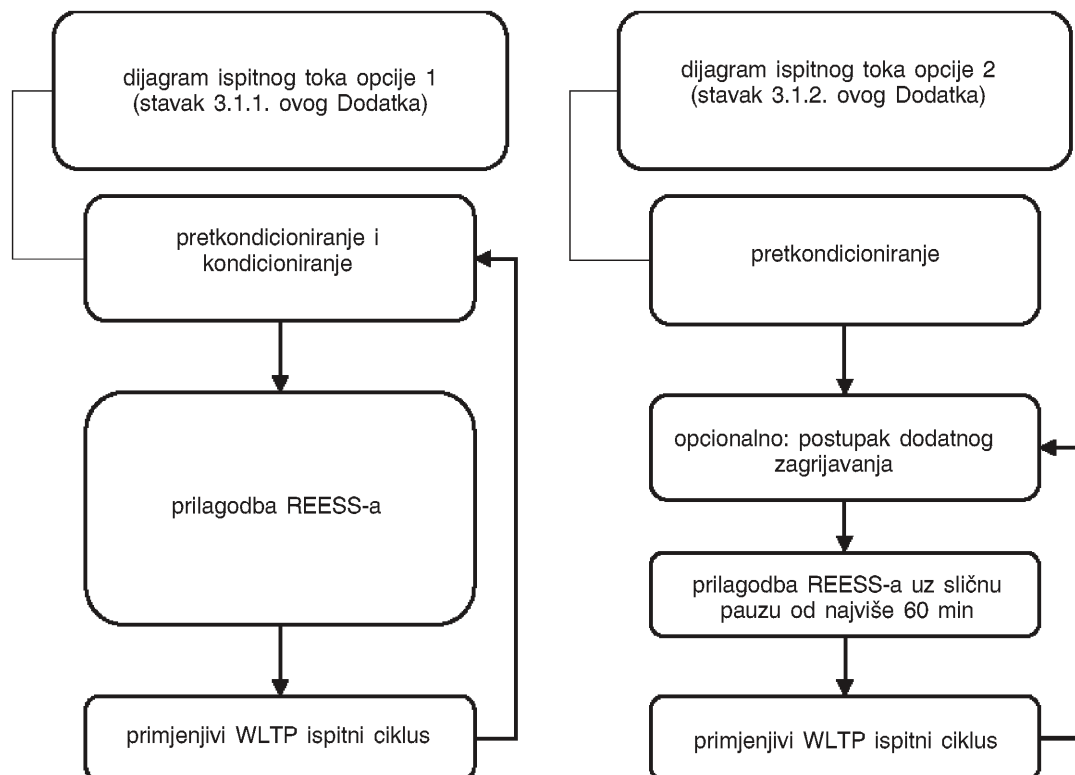 dijagram ispitnog toka opcije 1
(stavak 3.1.1. ovog Dodatka)
pretkondicioniranje i
kondicioniranje
prilagodba REESS-a
primjenjivi WLTP ispitni ciklus
dijagram ispitnog toka opcije 2
(stavak 3.1.2. ovog Dodatka)
pretkondicioniranje
opcionalno: postupak dodatnog
zagrijavanja
prilagodba REESS-a uz sličnu
pauzu od najviše 60 min
primjenjivi WLTP ispitni ciklus